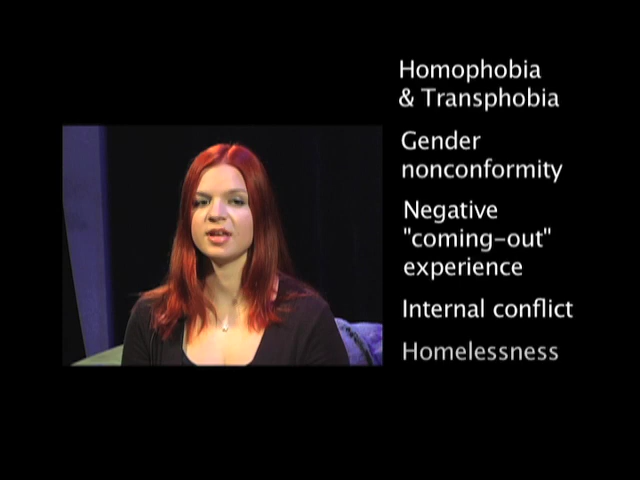 Homophobia
& Transphobia
Gender
nonconformity
Negative
"coming-out"
experience
Internal conflict
Homelessness